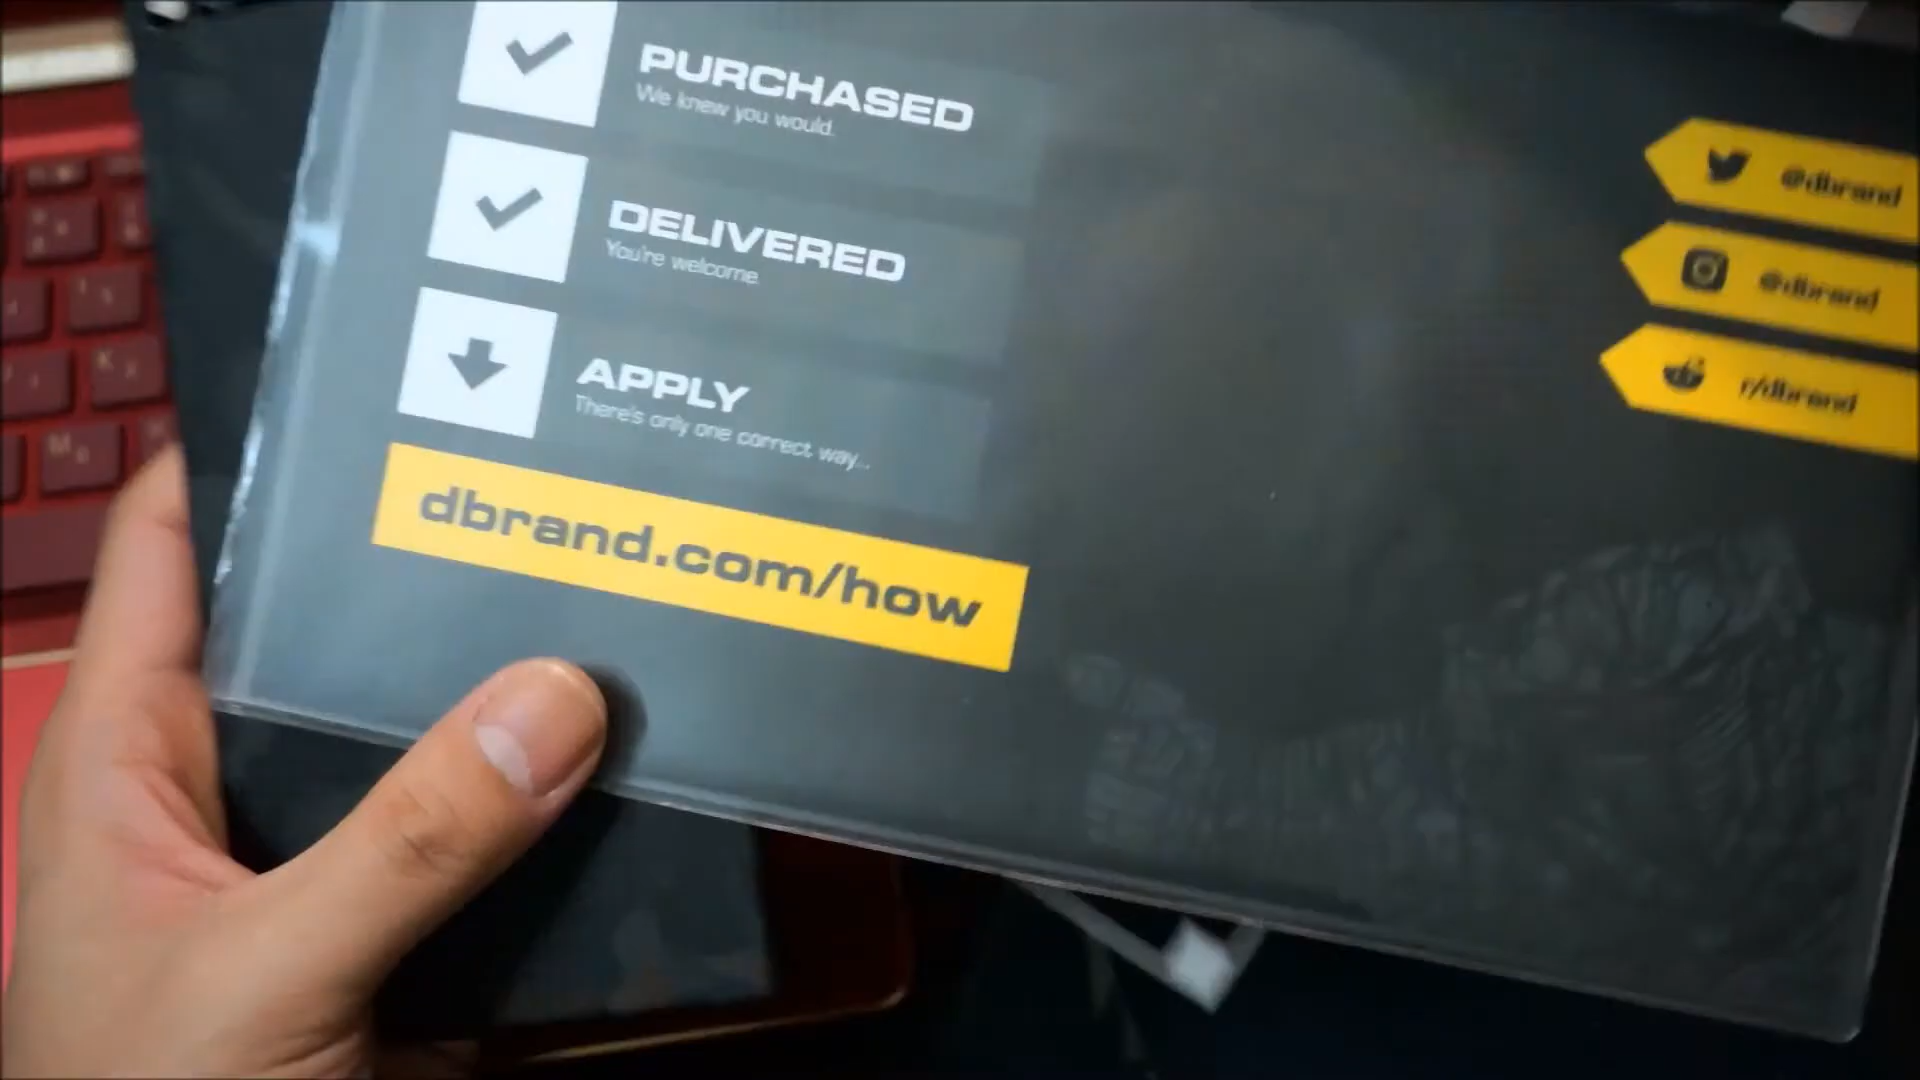 PURCHASED
We knew you would.
DELIVERED
You're welcome.
APPLY
There's only one correct way...
dbrand.com/how
@dbrand
@dbrand
r/dbrand